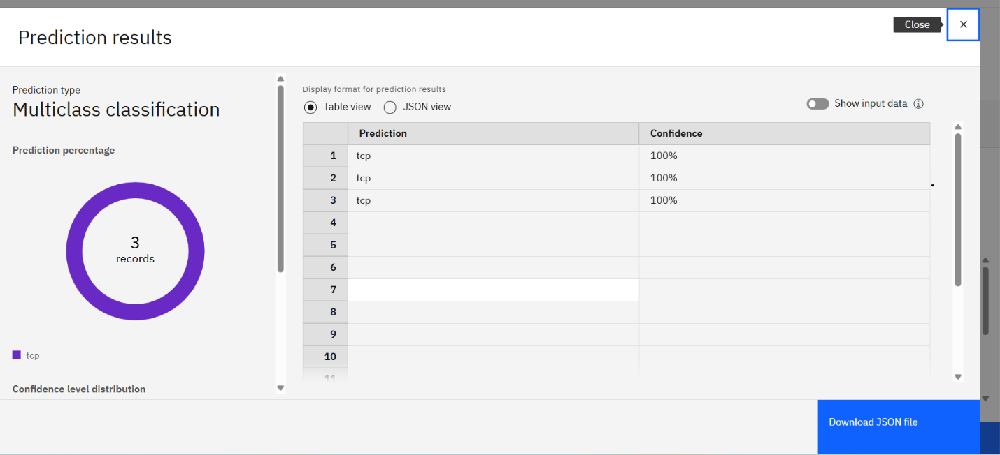 Close
Prediction results
Prediction type
Multiclass classification
Prediction percentage
3
records
tcp
Confidence level distribution
Display format for prediction results
Table view JSON view
Show input data
Prediction Confidence
1 tcp 100%
2 tcp 100%
3 tcp 100%
4
5
6
7
8
9
10
11
Download JSON file